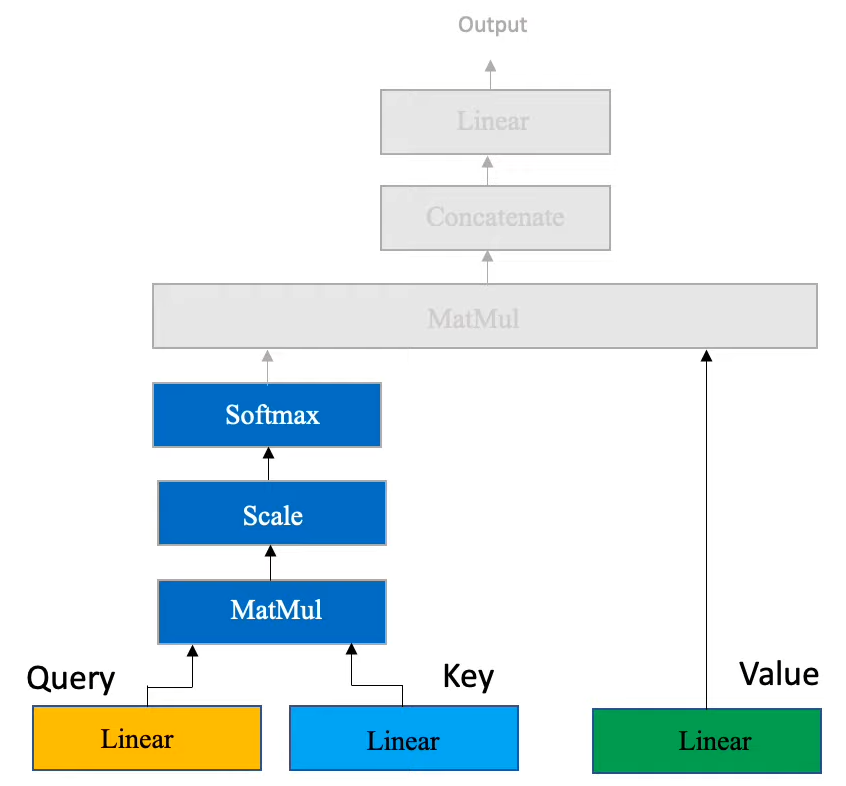 Output
Linear
Concatenate
MatMul
Softmax
Scale
MatMul
Query
Key
Value
Linear
Linear
Linear